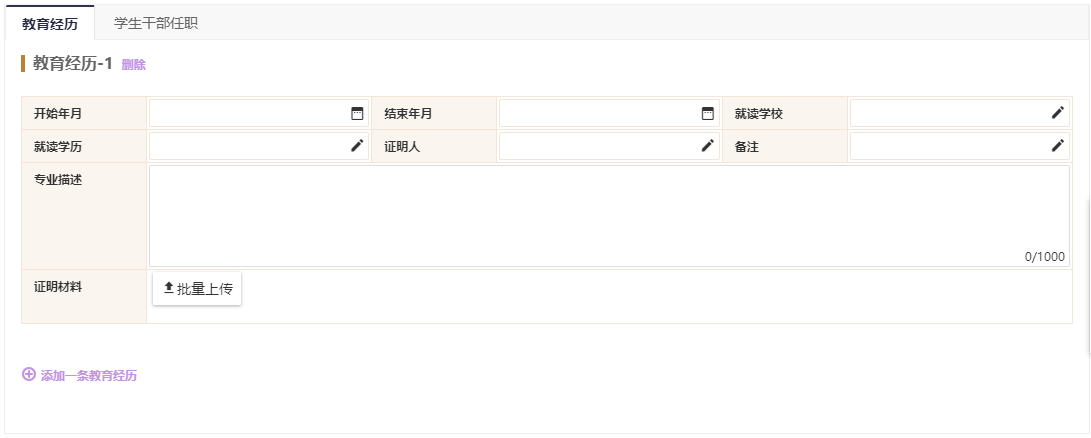 教育经历 学生干部任职
教育经历-1 删除
开始年月 结束年月 就读学校
就读学历 证明人 备注
专业描述
0/1000
证明材料 批量上传
添加一条教育经历